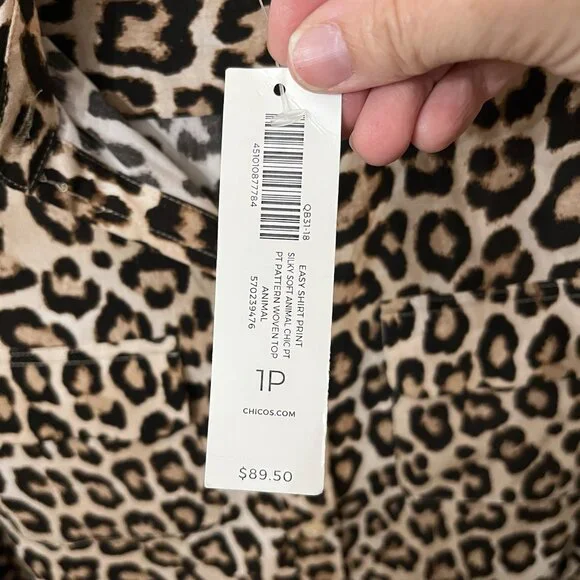 451010877784
QB31-18
EASY SHIRT PRINT
SILKY SOFT ANIMAL CHIC PT
PT PATTERN WOVEN TOP
ANIMAL
570239476
1P
CHICOS.COM
$89.50